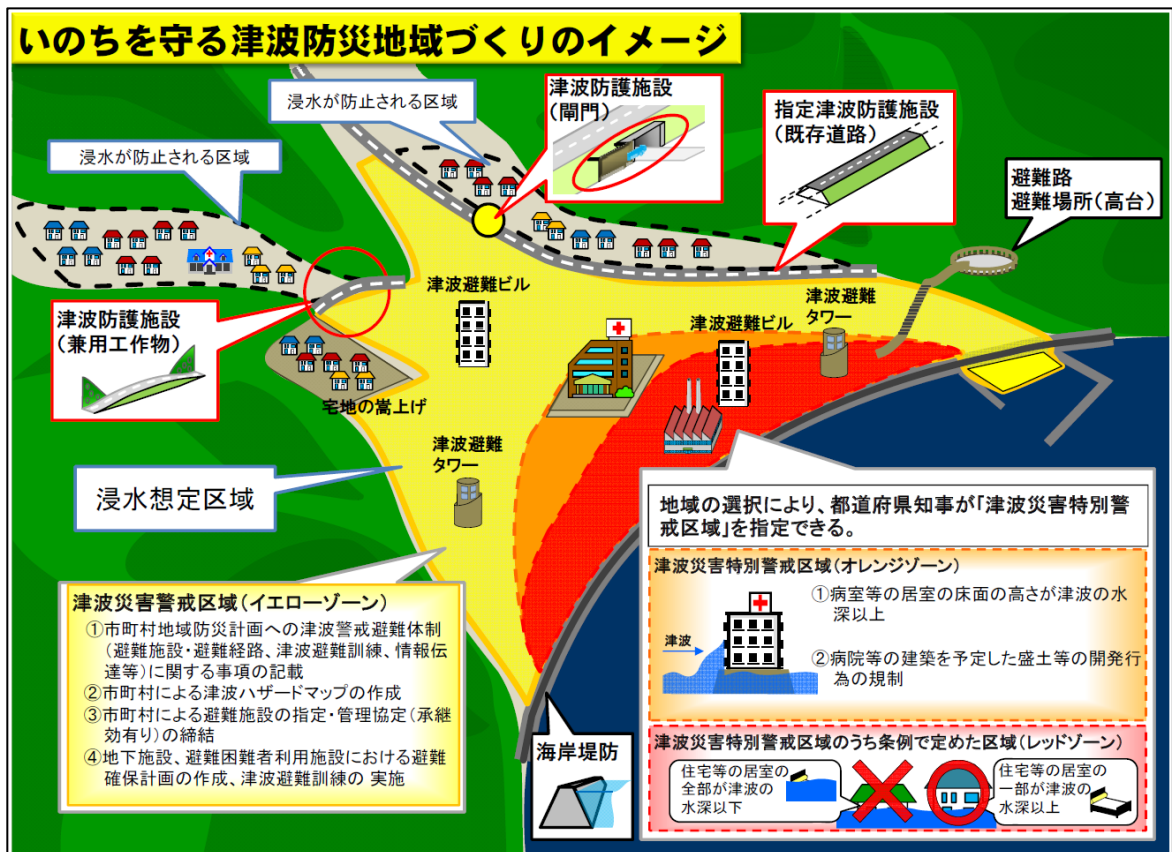 いのちを守る津波防災地域づくりのイメージ
浸水が防止される区域
津波防護施設
(閘門)
指定津波防護施設
(既存道路)
浸水が防止される区域
避難路
避難場所(高台)
津波避難ビル
津波避難
タワー
津波避難ビル
津波防護施設
(兼用工作物)
宅地の嵩上げ
津波避難
タワー
浸水想定区域
地域の選択により、都道府県知事が「津波災害特別警
戒区域」を指定できる。
津波災害特別警戒区域(オレンジゾーン)
①病室等の居室の床面の高さが津波の水
深以上
津波
②病院等の建築を予定した盛土等の開発行
為の規制
津波災害警戒区域(イエローゾーン)
①市町村地域防災計画への津波警戒避難体制
(避難施設・避難経路、津波避難訓練、情報伝
達等)に関する事項の記載
②市町村による津波ハザードマップの作成
③市町村による避難施設の指定・管理協定(承継
効有り)の締結
④地下施設、避難困難者利用施設における避難
確保計画の作成、津波避難訓練の 実施
海岸堤防
津波災害特別警戒区域のうち条例で定めた区域(レッドゾーン)
住宅等の居室の
全部が津波の
水深以下
住宅等の居室の
一部が津波の
水深以上